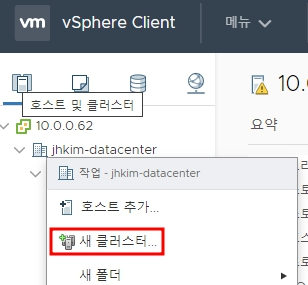 vm vSphere Client 메뉴
호스트 및 클러스터
10.0.0.62
jhkim-datacenter
작업 - jhkim-datacenter
호스트 추가...
새 클러스터...
새 폴더
10.0
요약